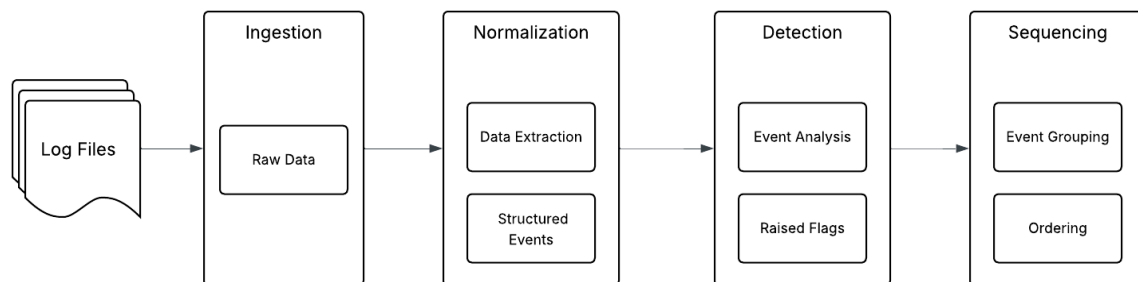 Log Files
Ingestion
Raw Data
Normalization
Data Extraction
Structured
Events
Detection
Event Analysis
Raised Flags
Sequencing
Event Grouping
Ordering